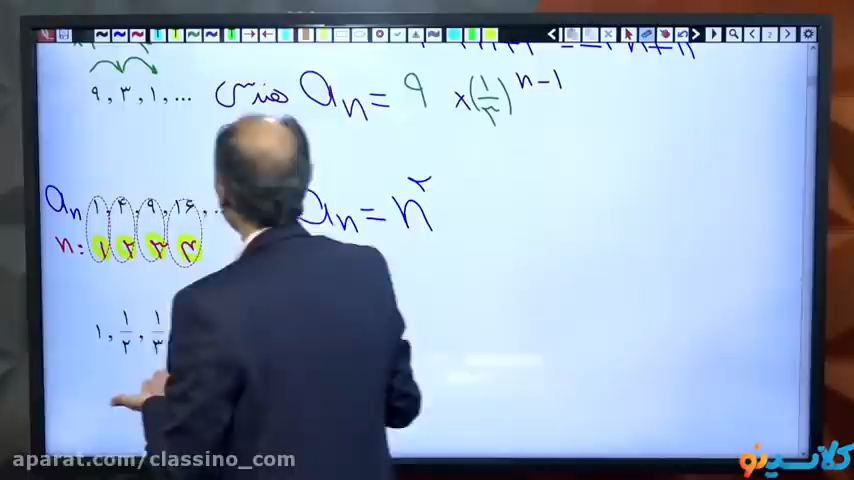 ۹ , ۳ , ۱ , ... هندسی aₙ = ۹ × (۱/۳)ⁿ⁻¹
aₙ ۱ , ۴ , ۹ , ۱۶ , .. aₙ = n²
n: ۱ ۲ ۳ ۴
۱ , ۱/۲ , ۱/۳
aparat.com/classino_com
کلاسینو